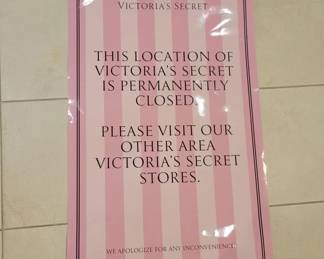 VICTORIA'S SECRET
THIS LOCATION OF
VICTORIA'S SECRET
IS PERMANENTLY
CLOSED.
PLEASE VISIT OUR
OTHER AREA
VICTORIA'S SECRET
STORES.
WE APOLOGIZE FOR ANY INCONVENIENCE.